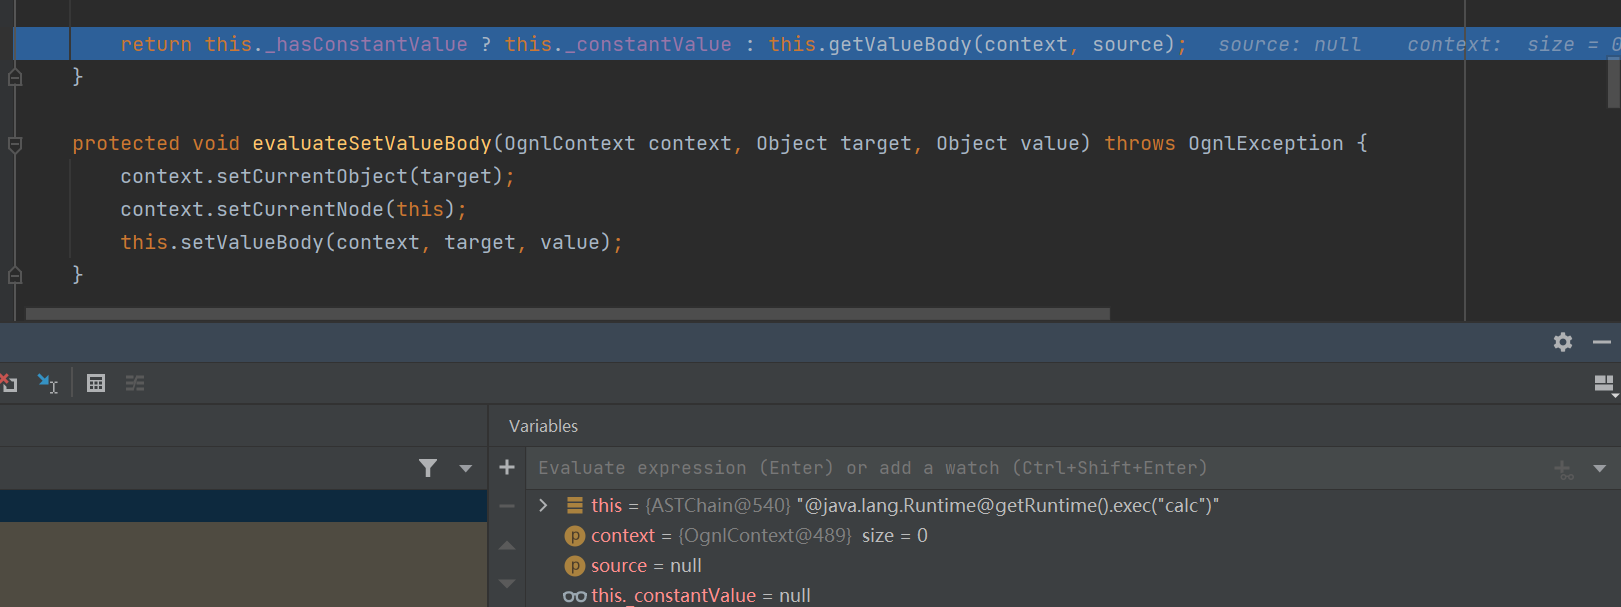 return this._hasConstantValue ? this._constantValue : this.getValueBody(context, source); source: null context: size = 0
}
protected void evaluateSetValueBody(OgnlContext context, Object target, Object value) throws OgnlException {
context.setCurrentObject(target);
context.setCurrentNode(this);
this.setValueBody(context, target, value);
}
Variables
Evaluate expression (Enter) or add a watch (Ctrl+Shift+Enter)
this = {ASTChain@540} "@java.lang.Runtime@getRuntime().exec("calc")"
context = {OgnlContext@489} size = 0
source = null
this._constantValue = null